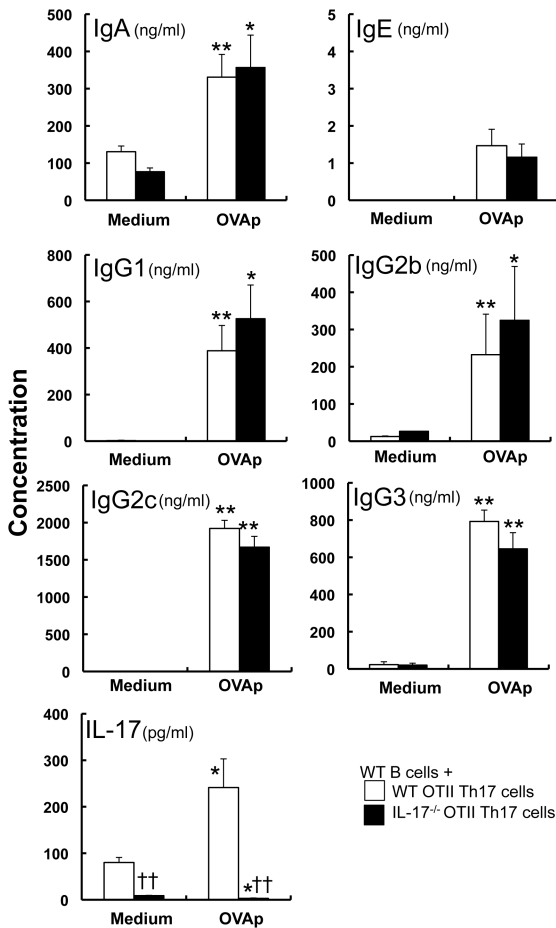 IgA (ng/ml)
500
400
300
200
100
0
** *
Medium OVAp
IgE (ng/ml)
5
4
3
2
1
0
Medium OVAp
IgG1 (ng/ml)
800
600
400
200
0
** *
Medium OVAp
IgG2b (ng/ml)
500
400
300
200
100
0
** *
Medium OVAp
Concentration
IgG2c (ng/ml)
2500
2000
1500
1000
500
0
** **
Medium OVAp
IgG3 (ng/ml)
1000
800
600
400
200
0
** **
Medium OVAp
IL-17 (pg/ml)
400
300
200
100
0
†† * *††
Medium OVAp
WT B cells +
WT OTII Th17 cells
IL-17-/- OTII Th17 cells